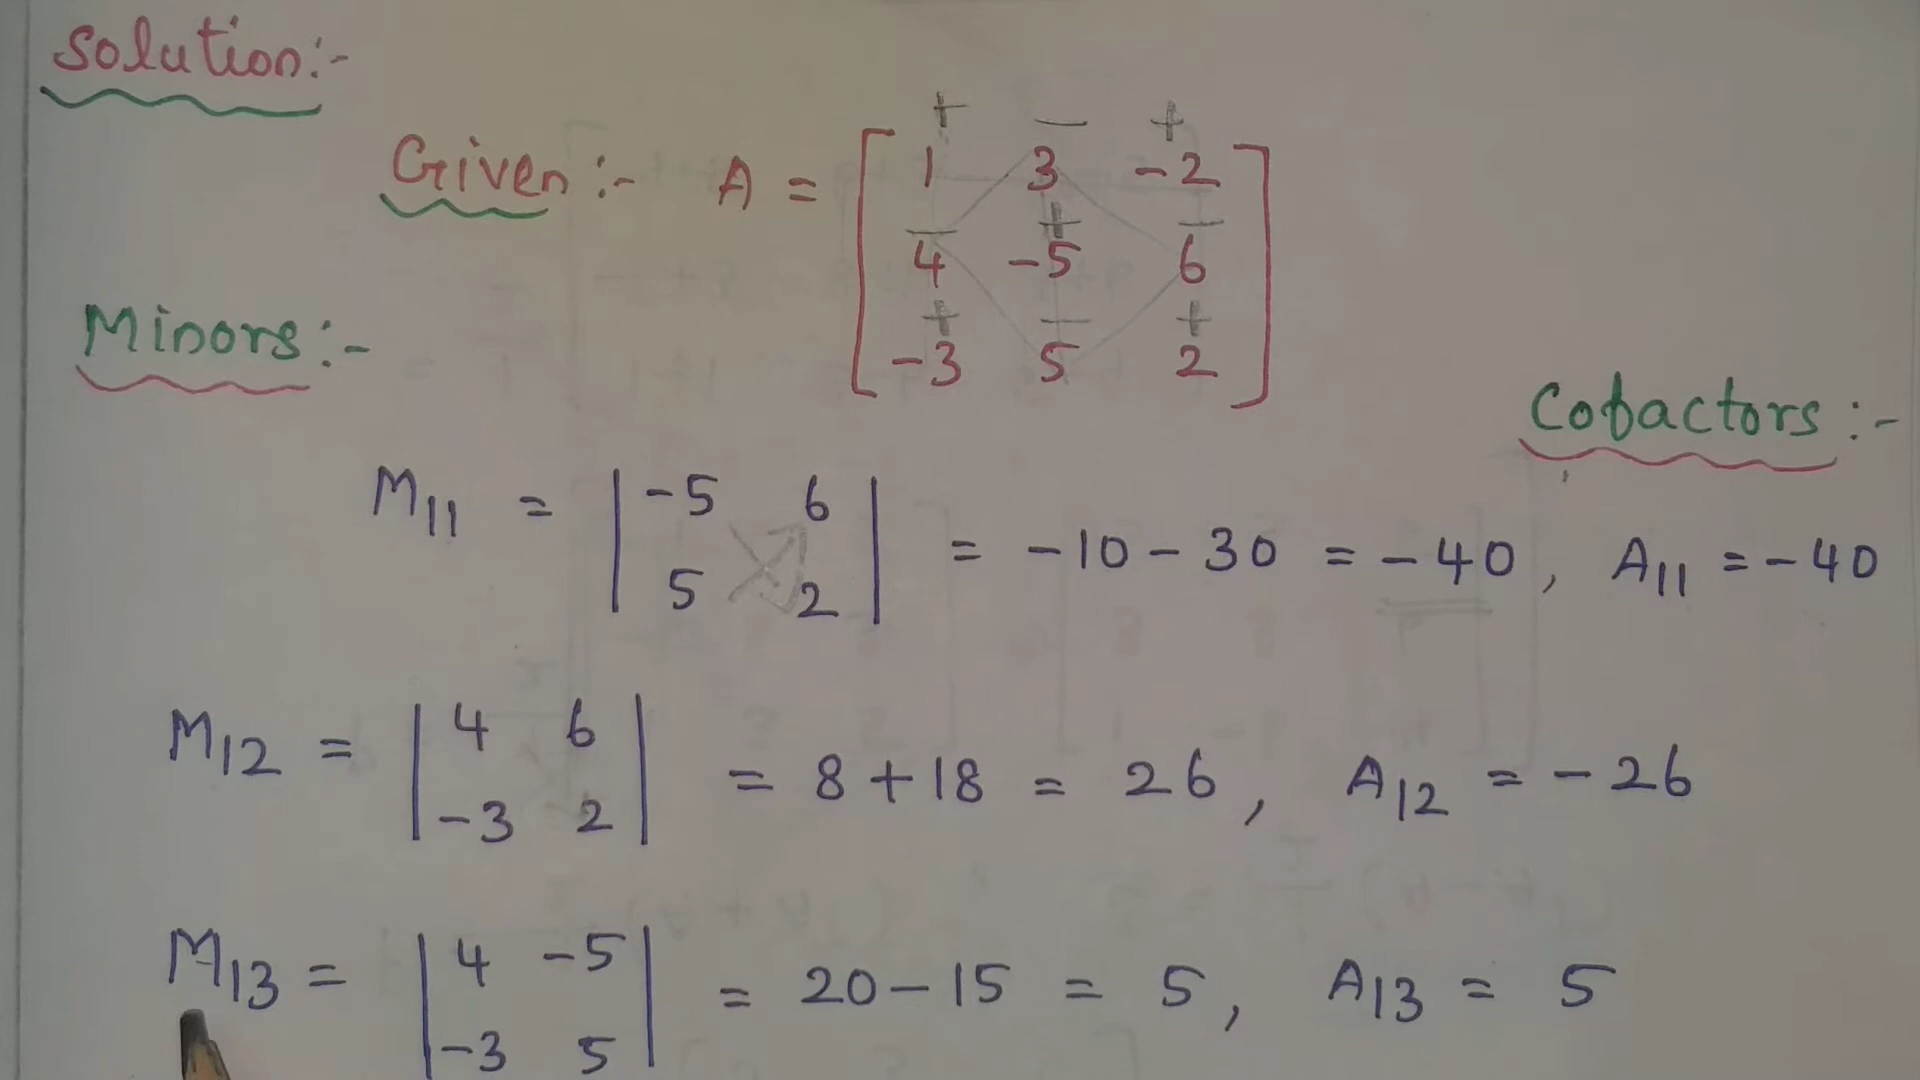 Solution:-
+ - +
Given:- A = [ 1 3 -2
- + -
4 -5 6
+ - +
-3 5 2 ]
Minors:-
Cofactors:-
M11 = | -5 6 | = -10 - 30 = -40, A11 = -40
| 5 2 |
M12 = | 4 6 | = 8 + 18 = 26, A12 = -26
| -3 2 |
M13 = | 4 -5 | = 20 - 15 = 5, A13 = 5
| -3 5 |